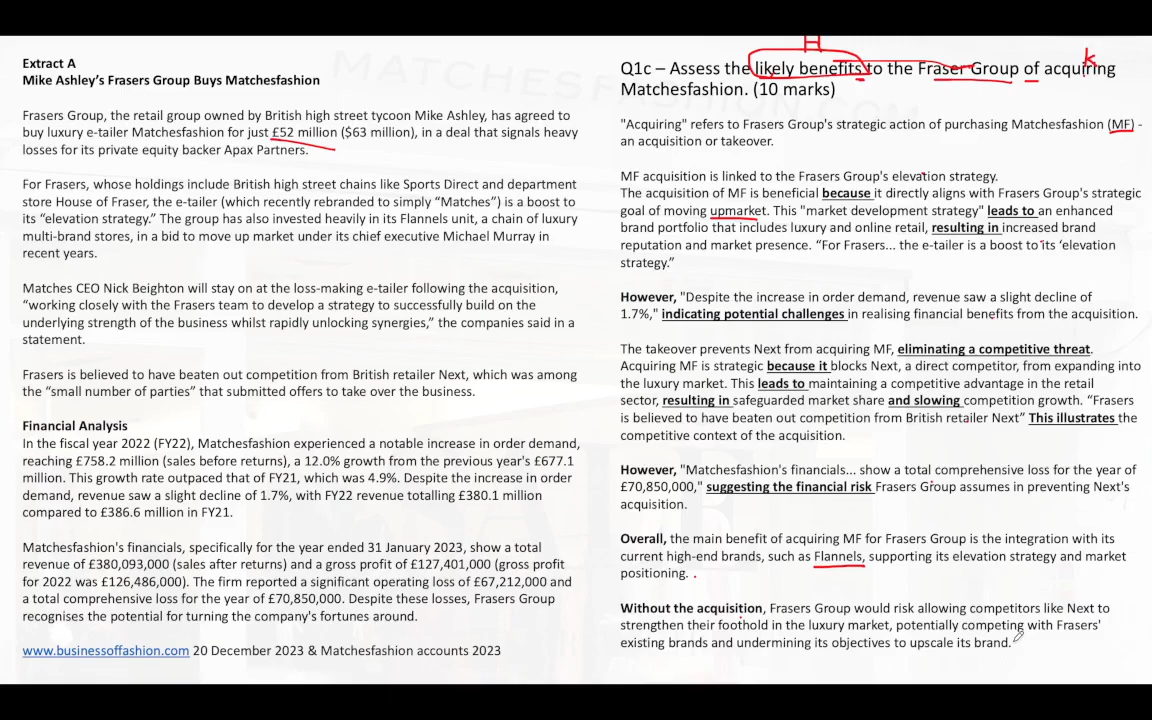 Extract A
Mike Ashley's Frasers Group Buys Matchesfashion
Frasers Group, the retail group owned by British high street tycoon Mike Ashley, has agreed to
buy luxury e-tailer Matchesfashion for just £52 million ($63 million), in a deal that signals heavy
losses for its private equity backer Apax Partners.
For Frasers, whose holdings include British high street chains like Sports Direct and department
store House of Fraser, the e-tailer (which recently rebranded to simply "Matches") is a boost to
its "elevation strategy." The group has also invested heavily in its Flannels unit, a chain of luxury
multi-brand stores, in a bid to move up market under its chief executive Michael Murray in
recent years.
Matches CEO Nick Beighton will stay on at the loss-making e-tailer following the acquisition,
"working closely with the Frasers team to develop a strategy to successfully build on the
underlying strength of the business whilst rapidly unlocking synergies," the companies said in a
statement.
Frasers is believed to have beaten out competition from British retailer Next, which was among
the "small number of parties" that submitted offers to take over the business.
Financial Analysis
In the fiscal year 2022 (FY22), Matchesfashion experienced a notable increase in order demand,
reaching £758.2 million (sales before returns), a 12.0% growth from the previous year's £677.1
million. This growth rate outpaced that of FY21, which was 4.9%. Despite the increase in order
demand, revenue saw a slight decline of 1.7%, with FY22 revenue totalling £380.1 million
compared to £386.6 million in FY21.
Matchesfashion's financials, specifically for the year ended 31 January 2023, show a total
revenue of £380,093,000 (sales after returns) and a gross profit of £127,401,000 (gross profit
for 2022 was £126,486,000). The firm reported a significant operating loss of £67,212,000 and
a total comprehensive loss for the year of £70,850,000. Despite these losses, Frasers Group
recognises the potential for turning the company's fortunes around.
www.businessoffashion.com 20 December 2023 & Matchesfashion accounts 2023
H
k
Q1c – Assess the likely benefits to the Fraser Group of acquiring
Matchesfashion. (10 marks)
"Acquiring" refers to Frasers Group's strategic action of purchasing Matchesfashion (MF) -
an acquisition or takeover.
MF acquisition is linked to the Frasers Group's elevation strategy.
The acquisition of MF is beneficial because it directly aligns with Frasers Group's strategic
goal of moving upmarket. This "market development strategy" leads to an enhanced
brand portfolio that includes luxury and online retail, resulting in increased brand
reputation and market presence. "For Frasers... the e-tailer is a boost to its 'elevation
strategy."
However, "Despite the increase in order demand, revenue saw a slight decline of
1.7%," indicating potential challenges in realising financial benefits from the acquisition.
The takeover prevents Next from acquiring MF, eliminating a competitive threat.
Acquiring MF is strategic because it blocks Next, a direct competitor, from expanding into
the luxury market. This leads to maintaining a competitive advantage in the retail
sector, resulting in safeguarded market share and slowing competition growth. "Frasers
is believed to have beaten out competition from British retailer Next" This illustrates the
competitive context of the acquisition.
However, "Matchesfashion's financials... show a total comprehensive loss for the year of
£70,850,000," suggesting the financial risk Frasers Group assumes in preventing Next's
acquisition.
Overall, the main benefit of acquiring MF for Frasers Group is the integration with its
current high-end brands, such as Flannels, supporting its elevation strategy and market
positioning.
Without the acquisition, Frasers Group would risk allowing competitors like Next to
strengthen their foothold in the luxury market, potentially competing with Frasers'
existing brands and undermining its objectives to upscale its brand.